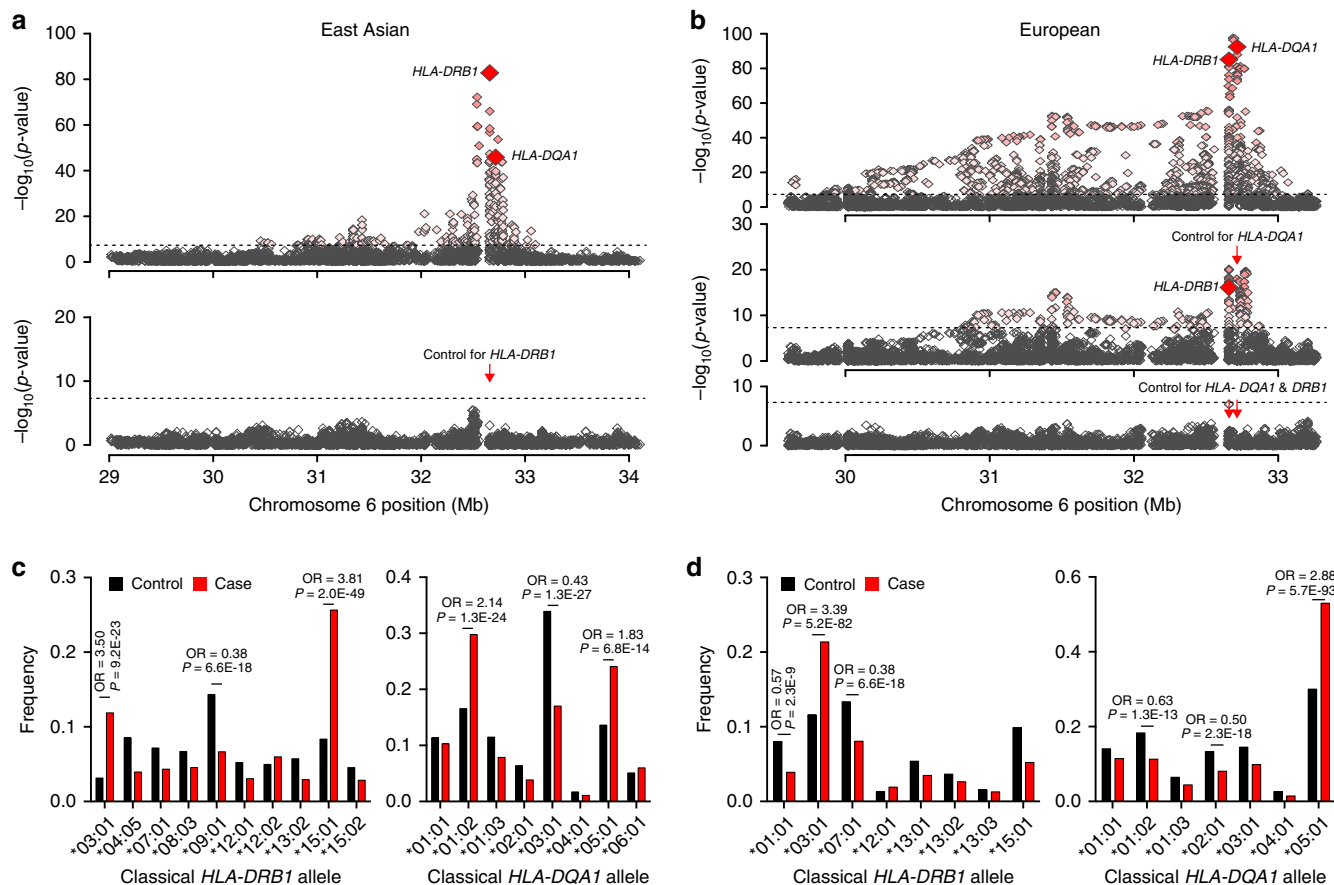 a
East Asian
100
80
60
40
20
0
−log10(p-value)
HLA-DRB1
HLA-DQA1
20
10
0
−log10(p-value)
Control for HLA-DRB1
29 30 31 32 33 34
Chromosome 6 position (Mb)
b
European
100
80
60
40
20
0
−log10(p-value)
HLA-DRB1
HLA-DQA1
30
20
10
0
−log10(p-value)
Control for HLA-DQA1
HLA-DRB1
10
0
Control for HLA- DQA1 & DRB1
30 31 32 33
Chromosome 6 position (Mb)
c
Control Case
0.3
0.2
0.1
0.0
Frequency
OR = 3.50
P = 9.2E-23
OR = 0.38
P = 6.6E-18
OR = 3.81
P = 2.0E-49
*03:01 *04:05 *07:01 *08:03 *09:01 *12:01 *12:02 *13:02 *15:01 *15:02
Classical HLA-DRB1 allele
0.4
0.3
0.2
0.1
0.0
OR = 2.14
P = 1.3E-24
OR = 0.43
P = 1.3E-27
OR = 1.83
P = 6.8E-14
*01:01 *01:02 *01:03 *02:01 *03:01 *04:01 *05:01 *06:01
Classical HLA-DQA1 allele
d
Control Case
0.3
0.2
0.1
0.0
Frequency
OR = 0.57
P = 2.3E-9
OR = 3.39
P = 5.2E-82
OR = 0.38
P = 6.6E-18
*01:01 *03:01 *07:01 *12:01 *13:01 *13:02 *13:03 *15:01
Classical HLA-DRB1 allele
0.6
0.4
0.2
0.0
OR = 0.63
P = 1.3E-13
OR = 0.50
P = 2.3E-18
OR = 2.88
P = 5.7E-93
*01:01 *01:02 *01:03 *02:01 *03:01 *04:01 *05:01
Classical HLA-DQA1 allele